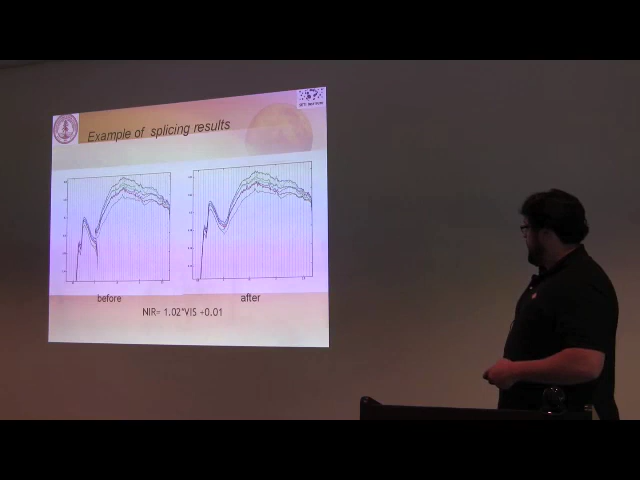 Example of splicing results
before
after
NIR= 1.02*VIS +0.01